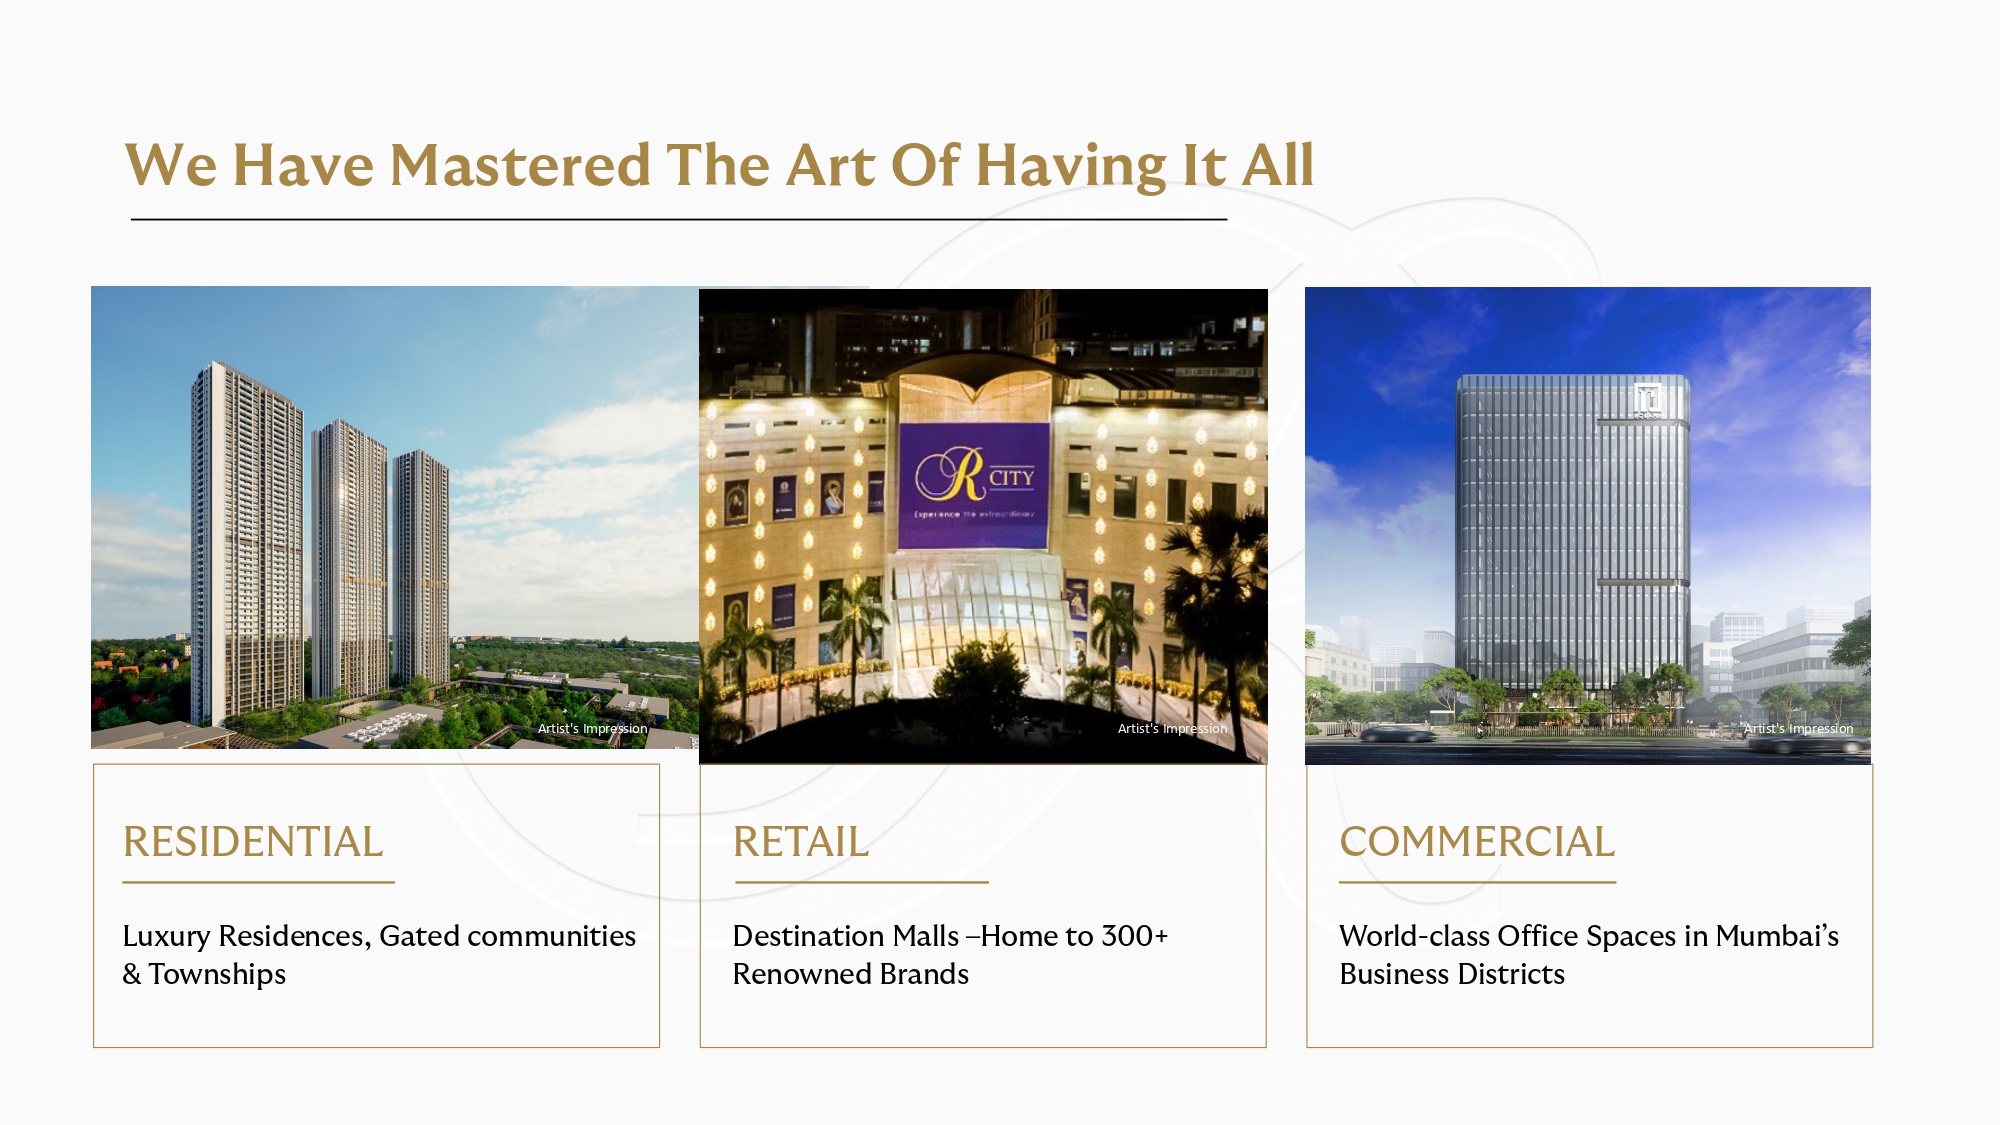 We Have Mastered The Art Of Having It All
R CITY
Experience the extraordinary
Artist's Impression
Artist's Impression
Artist's Impression
RESIDENTIAL
Luxury Residences, Gated communities
& Townships
RETAIL
Destination Malls –Home to 300+
Renowned Brands
COMMERCIAL
World-class Office Spaces in Mumbai’s
Business Districts